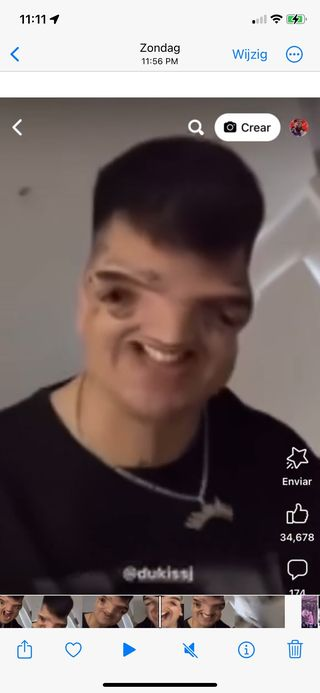 11:11
Zondag
11:56 PM
Wijzig
Crear
Enviar
34,678
174
@dukissj